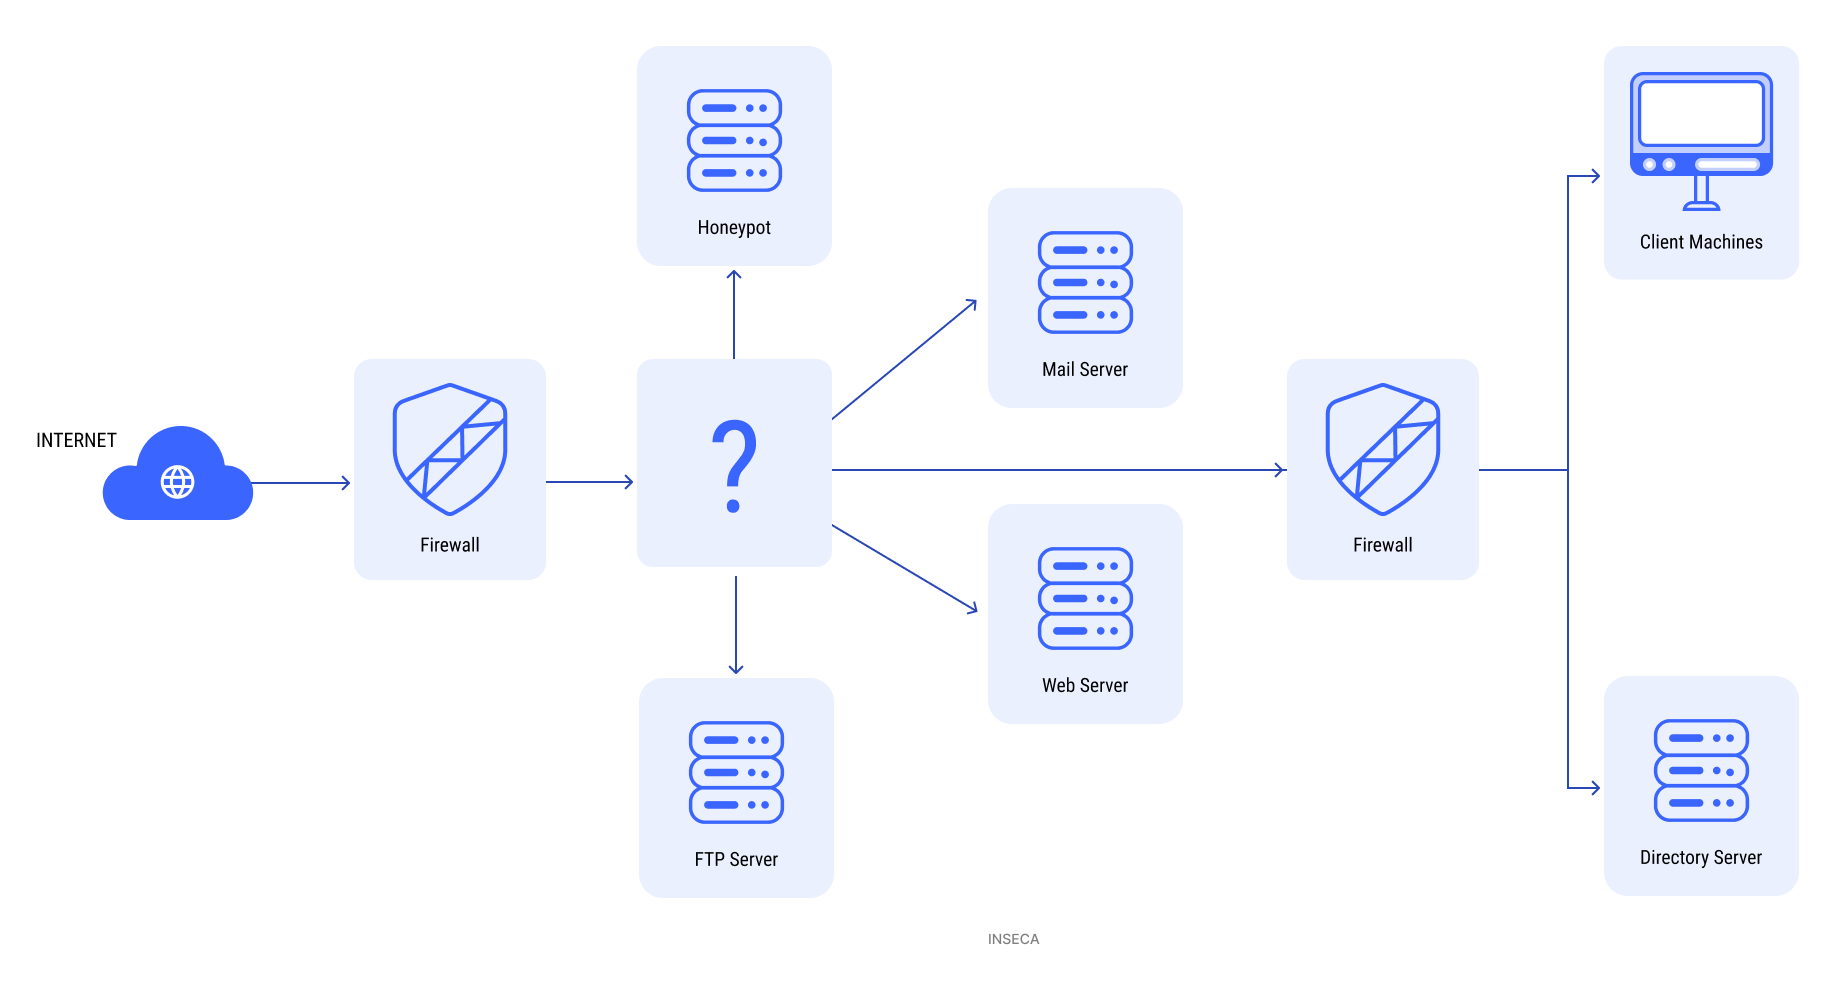 INTERNET
Firewall
Honeypot
?
FTP Server
Mail Server
Web Server
Firewall
Client Machines
Directory Server
INSECA